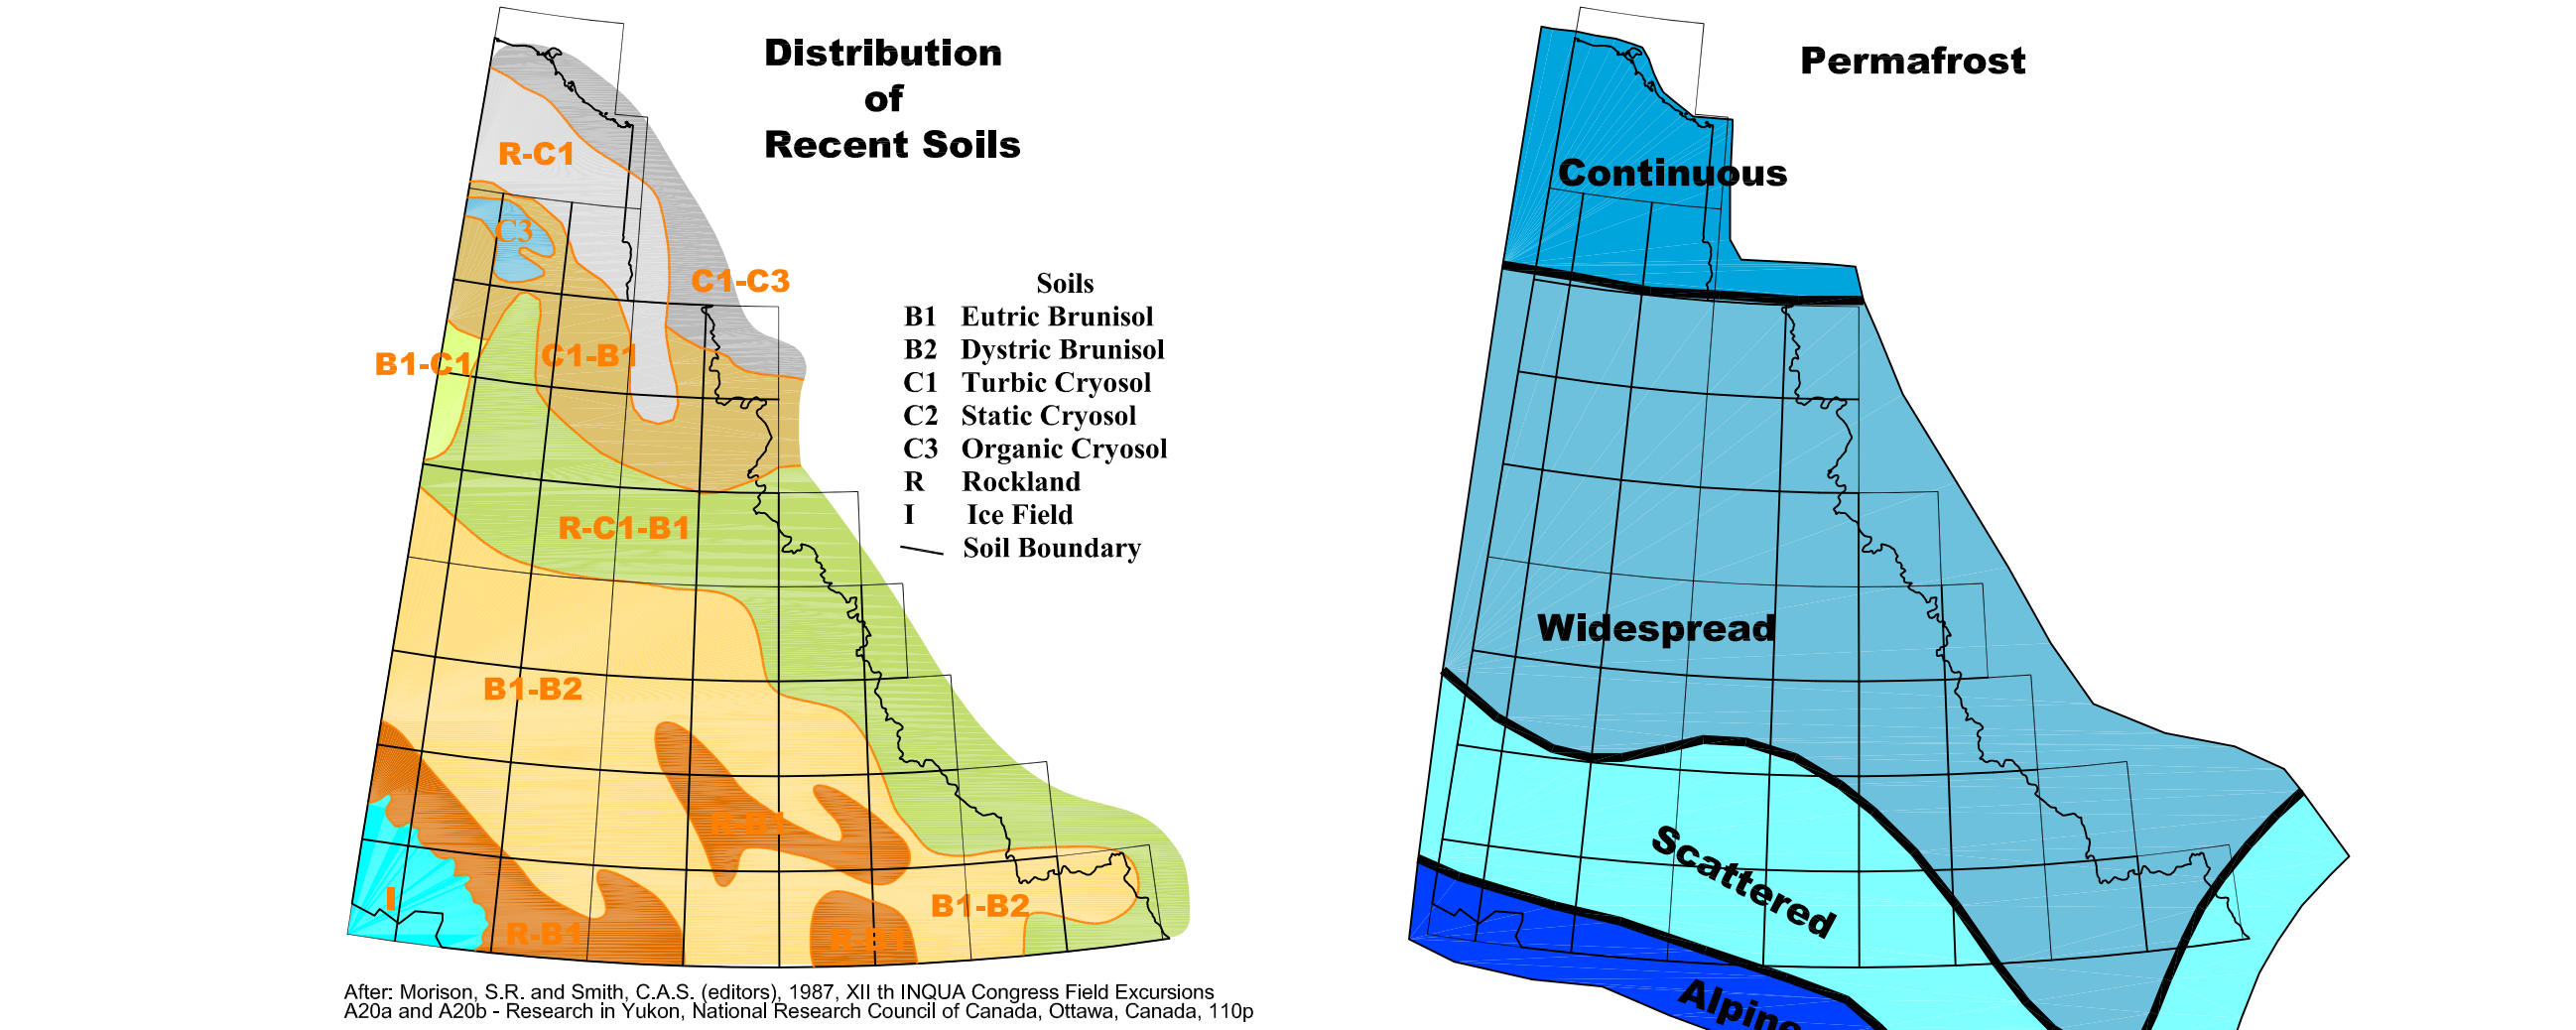 Distribution
of
Recent Soils
R-C1
C3
C1-C3
B1-C1
C1-B1
R-C1-B1
B1-B2
R-B1
I
R-B1
B1-B2
R-B1
Soils
B1 Eutric Brunisol
B2 Dystric Brunisol
C1 Turbic Cryosol
C2 Static Cryosol
C3 Organic Cryosol
R Rockland
I Ice Field
Soil Boundary
After: Morison, S.R. and Smith, C.A.S. (editors), 1987, XII th INQUA Congress Field Excursions
A20a and A20b - Research in Yukon, National Research Council of Canada, Ottawa, Canada, 110p
Permafrost
Continuous
Widespread
Scattered
Alpine